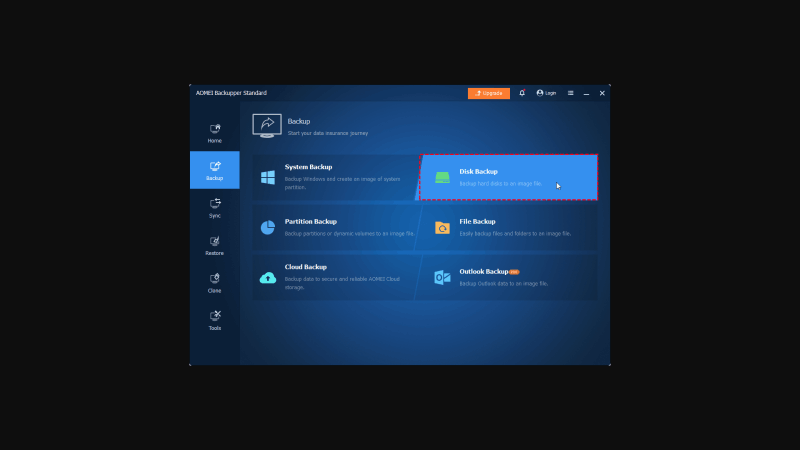 AOMEI Backupper Standard
Upgrade
Login
Home
Backup
Sync
Restore
Clone
Tools
Backup
Start your data insurance journey
System Backup
Backup Windows and create an image of system
partition.
Disk Backup
Backup hard disks to an image file.
Partition Backup
Backup partitions or dynamic volumes to an image file.
File Backup
Easily backup files and folders to an image file.
Cloud Backup
Backup data to secure and reliable AOMEI Cloud
storage.
Outlook Backup
Backup Outlook data to an image file.